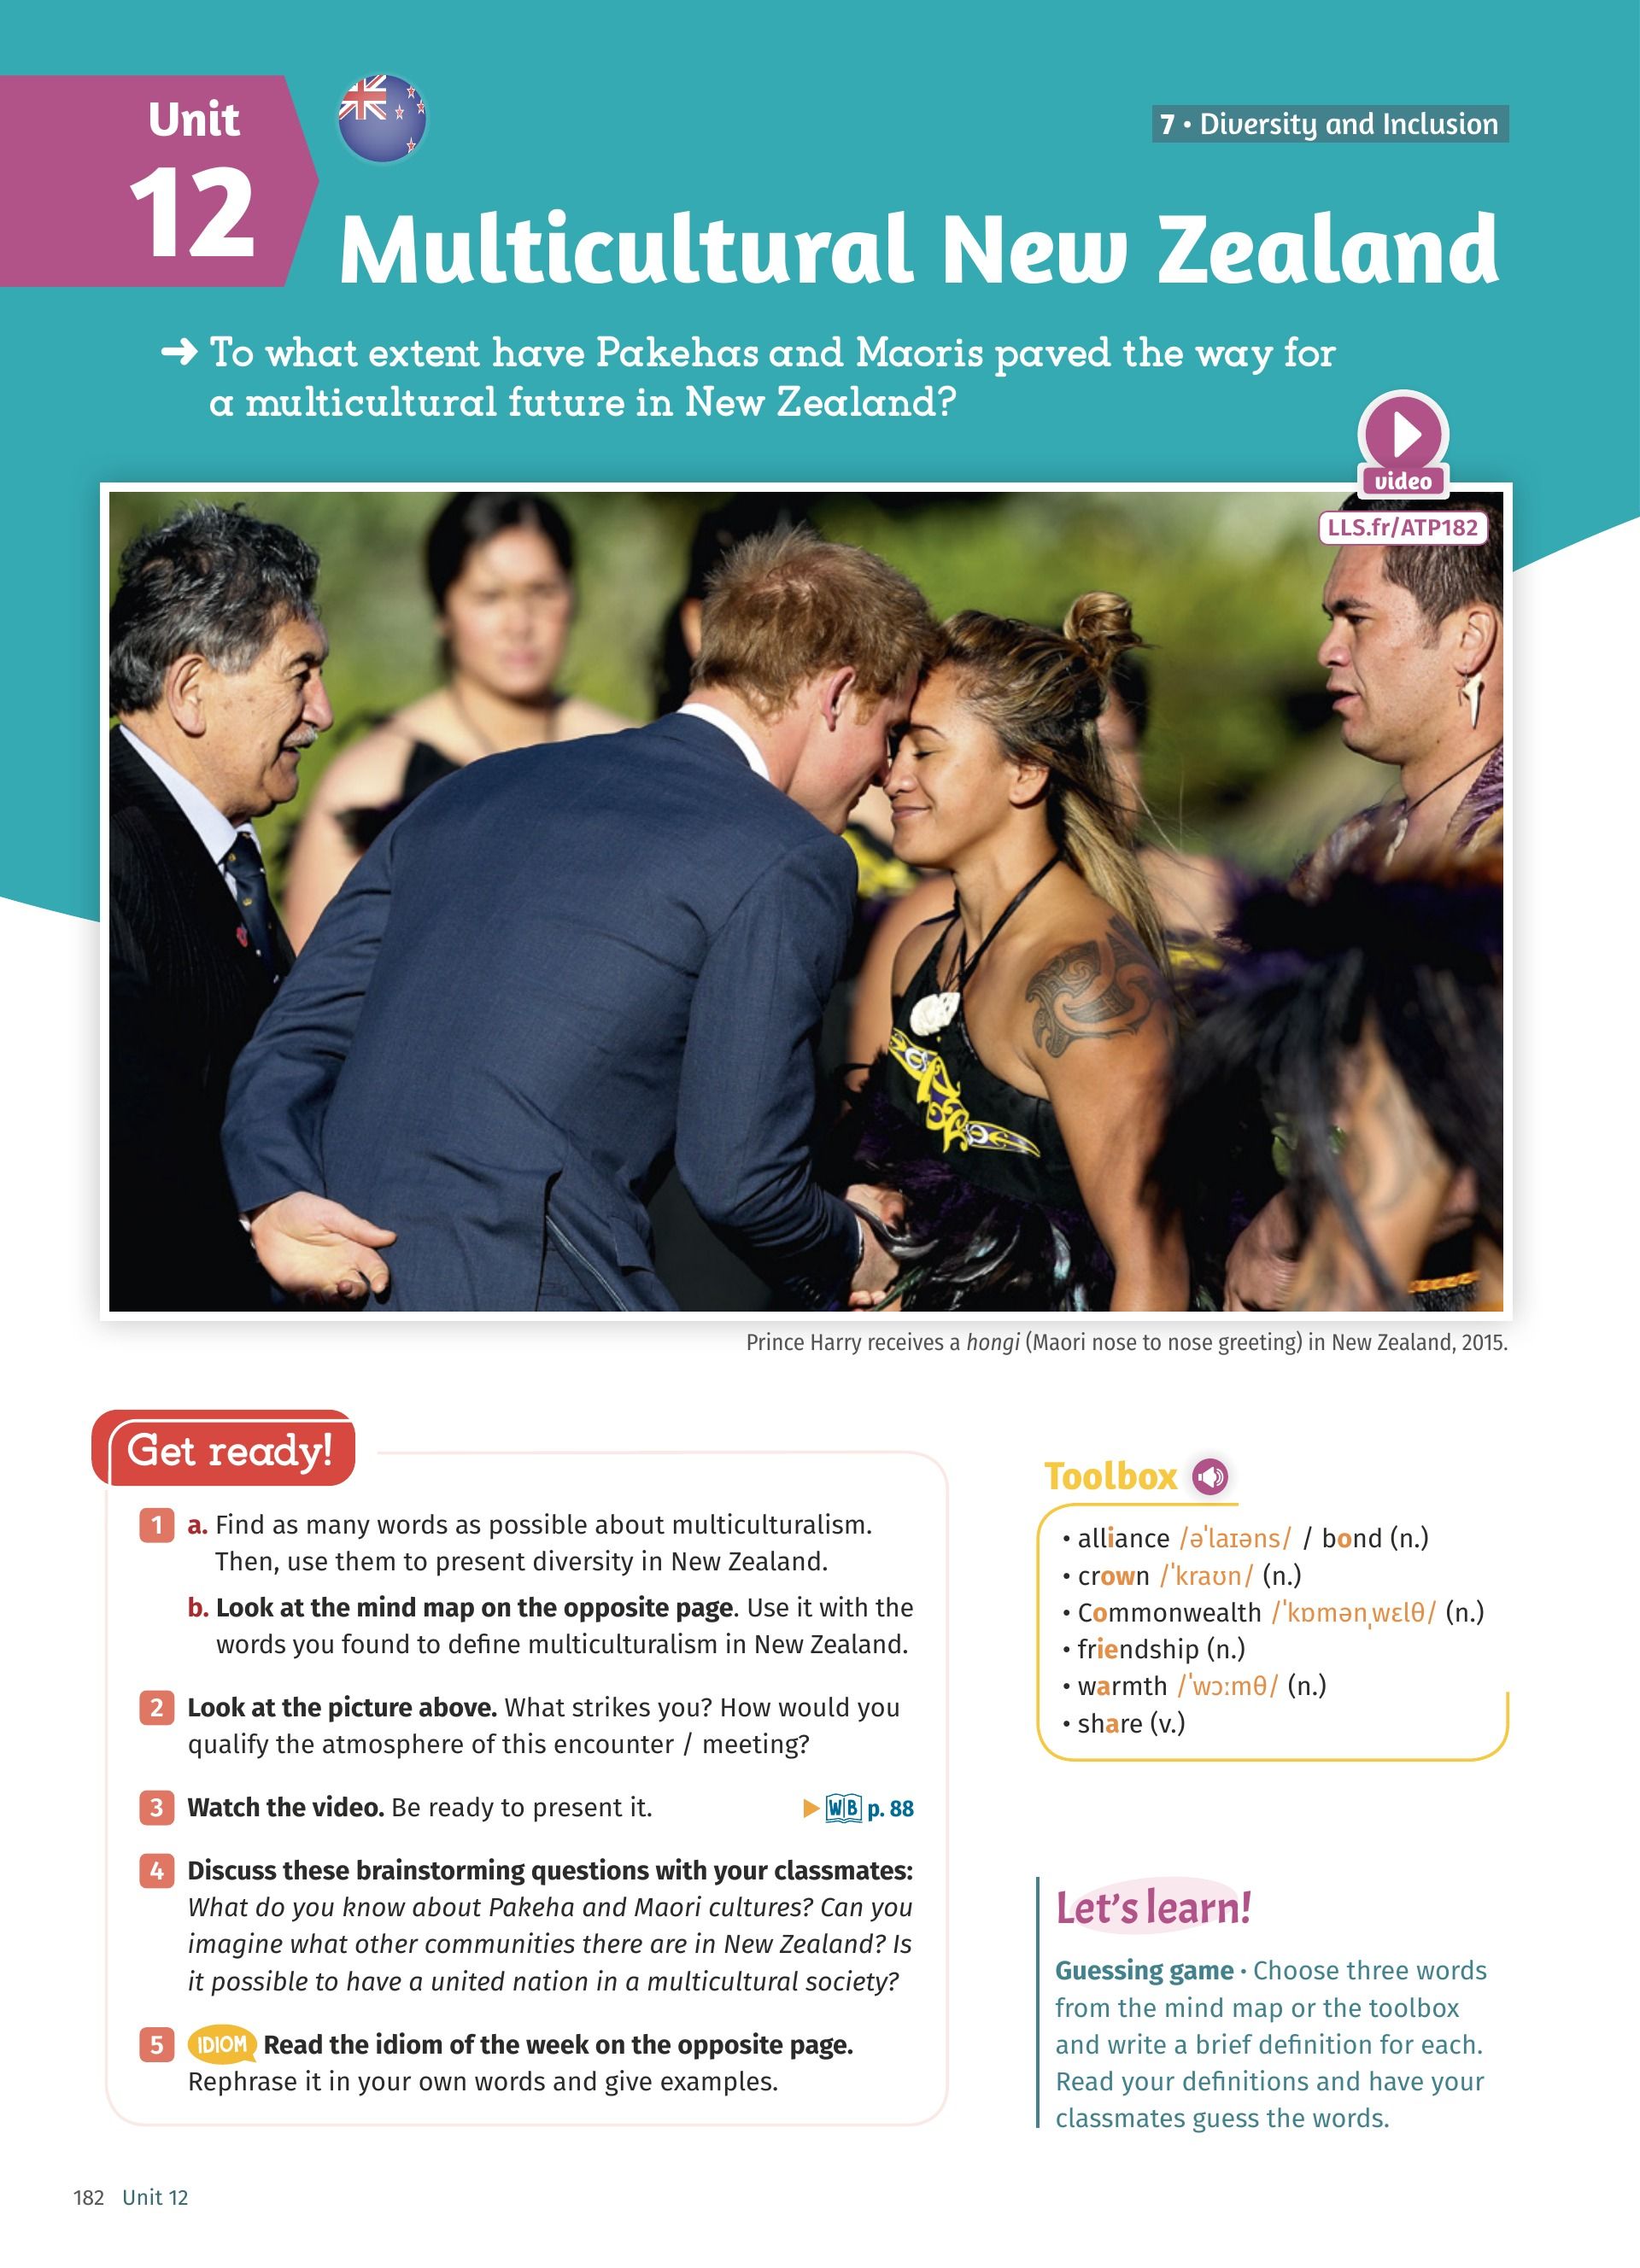 Unit
12
7 • Diversity and Inclusion
Multicultural New Zealand
➜ To what extent have Pakehas and Maoris paved the way for
a multicultural future in New Zealand?
video
LLS.fr/ATP182
Prince Harry receives a hongi (Maori nose to nose greeting) in New Zealand, 2015.
Get ready!
1 a. Find as many words as possible about multiculturalism.
Then, use them to present diversity in New Zealand.
b. Look at the mind map on the opposite page. Use it with the
words you found to define multiculturalism in New Zealand.
2 Look at the picture above. What strikes you? How would you
qualify the atmosphere of this encounter / meeting?
3 Watch the video. Be ready to present it. ▶ WB p. 88
4 Discuss these brainstorming questions with your classmates:
What do you know about Pakeha and Maori cultures? Can you
imagine what other communities there are in New Zealand? Is
it possible to have a united nation in a multicultural society?
5 IDIOM Read the idiom of the week on the opposite page.
Rephrase it in your own words and give examples.
Toolbox
• alliance /əˈlaɪəns/ / bond (n.)
• crown /ˈkraʊn/ (n.)
• Commonwealth /ˈkɒmənˌwɛlθ/ (n.)
• friendship (n.)
• warmth /ˈwɔːmθ/ (n.)
• share (v.)
Let's learn!
Guessing game • Choose three words
from the mind map or the toolbox
and write a brief definition for each.
Read your definitions and have your
classmates guess the words.
182 Unit 12